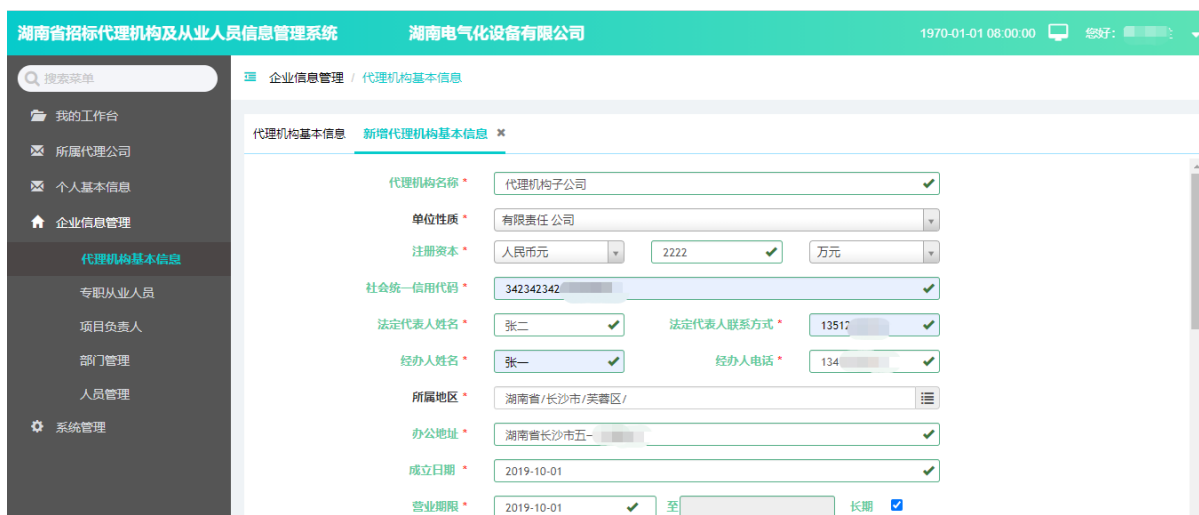 湖南省招标代理机构及从业人员信息管理系统 湖南电气化设备有限公司 1970-01-01 08:00:00 您好:
搜索菜单
企业信息管理 / 代理机构基本信息
我的工作台
所属代理公司
个人基本信息
企业信息管理
代理机构基本信息
专职从业人员
项目负责人
部门管理
人员管理
系统管理
代理机构基本信息 新增代理机构基本信息 ×
代理机构名称 * 代理机构子公司
单位性质 * 有限责任 公司
注册资本 * 人民币元 2222 万元
社会统一信用代码 * 342342342
法定代表人姓名 * 张二 法定代表人联系方式 * 13512
经办人姓名 * 张一 经办人电话 * 134
所属地区 * 湖南省/长沙市/芙蓉区/
办公地址 * 湖南省长沙市五一
成立日期 * 2019-10-01
营业期限 * 2019-10-01 至 长期